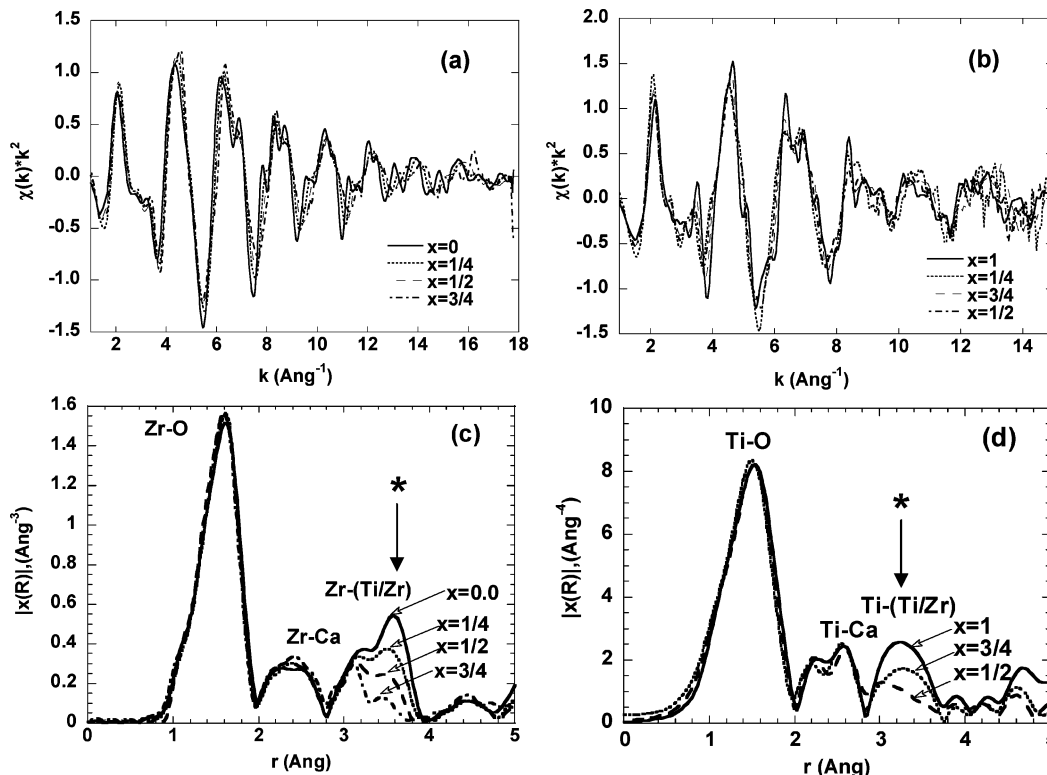 1.5
1.0
0.5
0.0
-0.5
-1.0
-1.5
χ(k)*k²
(a)
x=0
x=1/4
x=1/2
x=3/4
2 4 6 8 10 12 14 16 18
k (Ang⁻¹)
2.0
1.5
1.0
0.5
0.0
-0.5
-1.0
-1.5
χ(k)*k²
(b)
x=1
x=1/4
x=3/4
x=1/2
2 4 6 8 10 12 14
k (Ang⁻¹)
1.6
1.4
1.2
1
0.8
0.6
0.4
0.2
0
|x(R)|,(Ang⁻³)
Zr-O
(c)
*
Zr-(Ti/Zr)
x=0.0
Zr-Ca
x=1/4
x=1/2
x=3/4
0 1 2 3 4 5
r (Ang)
10
8
6
4
2
0
|x(R)|,(Ang⁻⁴)
Ti-O
(d)
*
Ti-(Ti/Zr)
Ti-Ca
x=1
x=3/4
x=1/2
0 1 2 3 4
r (Ang)